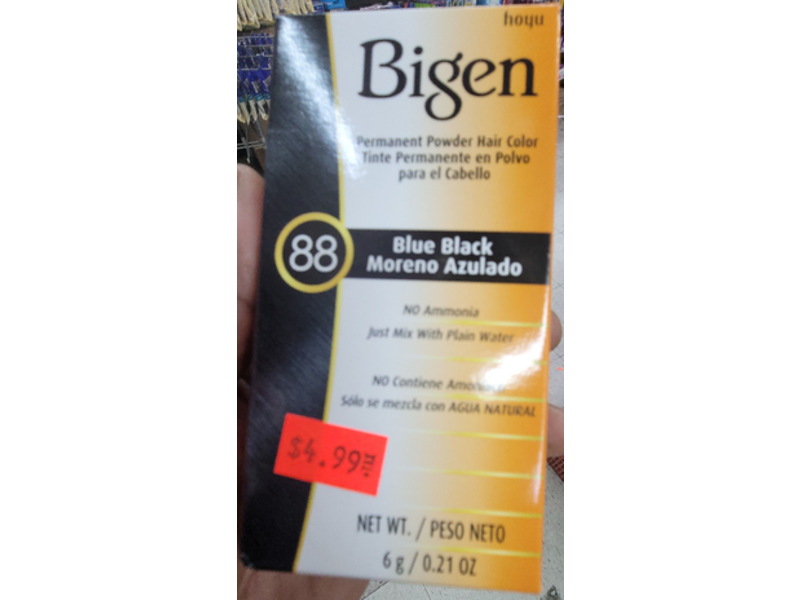 hoyu
Bigen
Permanent Powder Hair Color
Tinte Permanente en Polvo
para el Cabello
88
Blue Black
Moreno Azulado
NO Ammonia
Just Mix With Plain Water
NO Contiene
Sólo se mezcla con AGUA NATURAL
$4.99
NET WT. / PESO NETO
6 g / 0.21 OZ